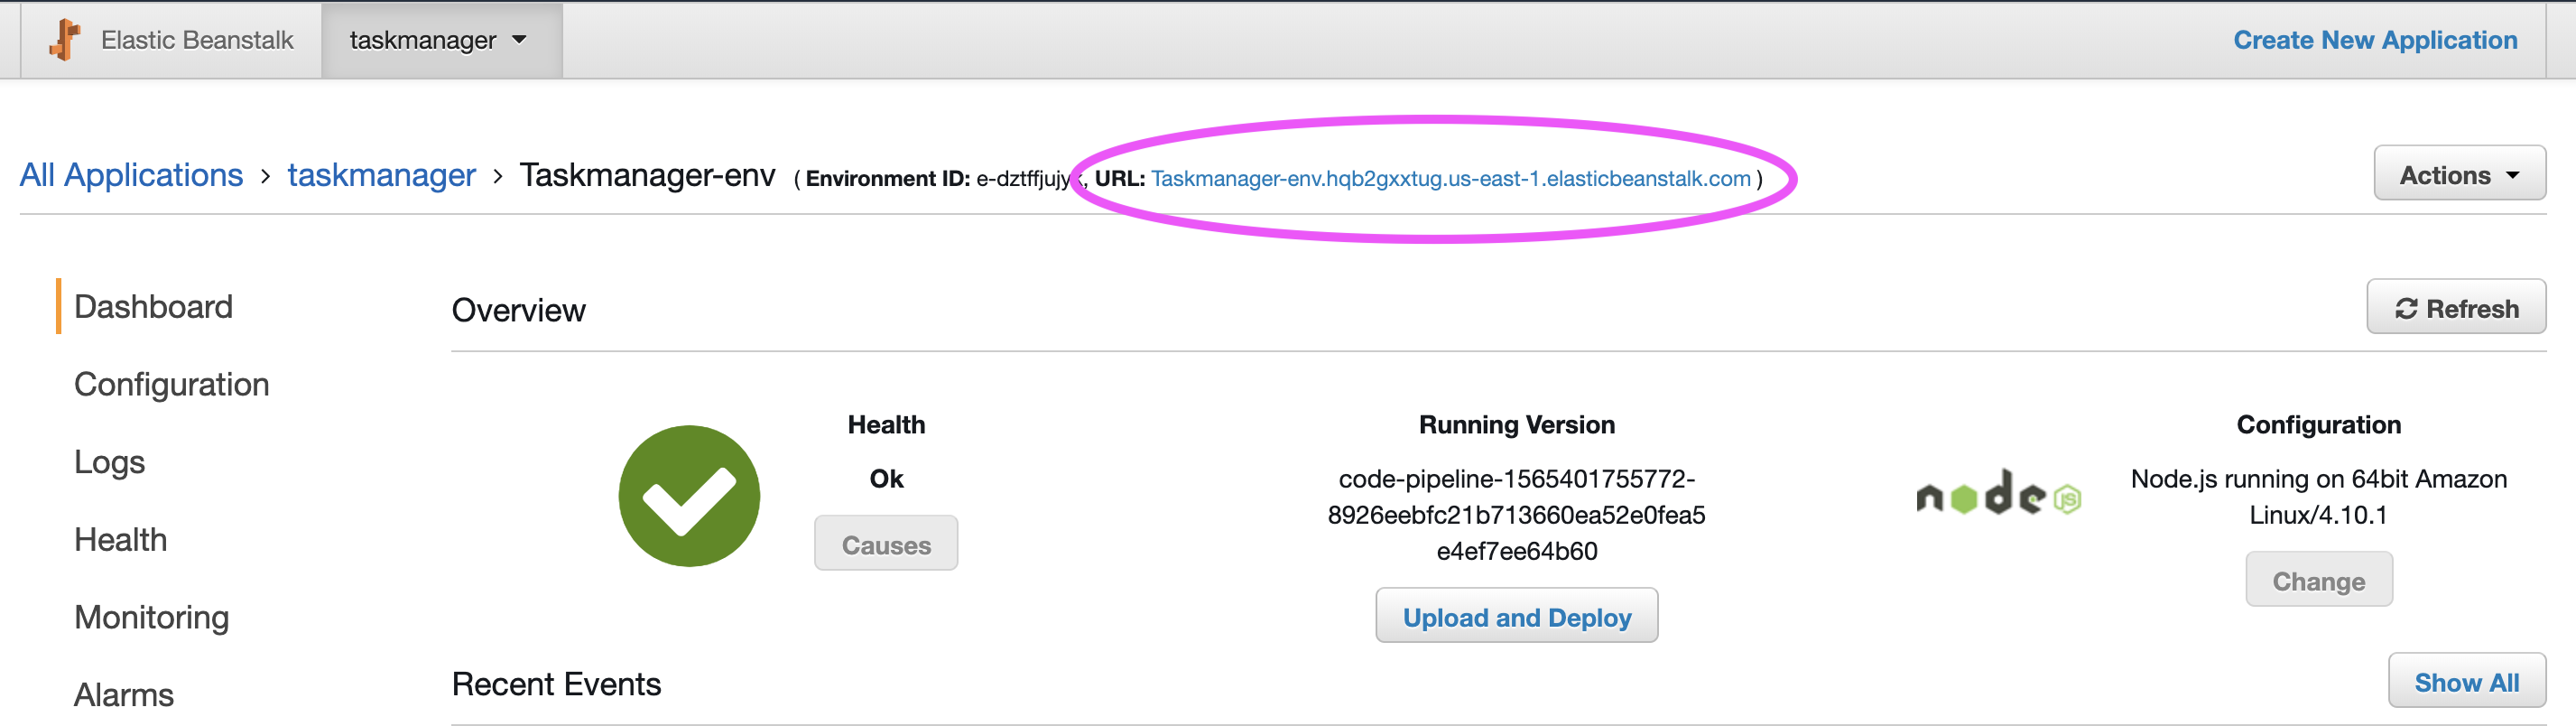 Elastic Beanstalk taskmanager Create New Application
All Applications > taskmanager > Taskmanager-env ( Environment ID: URL: Taskmanager-env.hqb2gxxtug.us-east-1.elasticbeanstalk.com ) Actions
Dashboard
Configuration
Logs
Health
Monitoring
Alarms
Overview
Refresh
Health
Ok
Causes
Running Version
code-pipeline-1565401755772-
8926eebfc21b713660ea52e0fea5
e4ef7ee64b60
Upload and Deploy
node js
Configuration
Node.js running on 64bit Amazon
Linux/4.10.1
Change
Recent Events
Show All